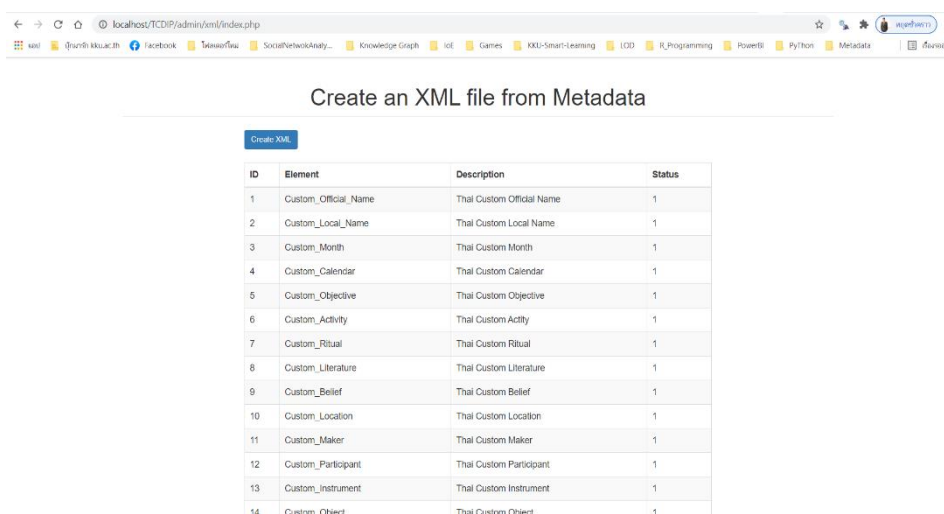 localhost/TCDIP/admin/xml/index.php
kku.ac.th Facebook SocialNetwokAnaly... Knowledge Graph IoE Games KKU-Smart-Learning LOD R_Programming PowerBI PyThon Metadata
Create an XML file from Metadata
Create XML
ID Element Description Status
1 Custom_Official_Name Thai Custom Official Name 1
2 Custom_Local_Name Thai Custom Local Name 1
3 Custom_Month Thai Custom Month 1
4 Custom_Calendar Thai Custom Calendar 1
5 Custom_Objective Thai Custom Objective 1
6 Custom_Activity Thai Custom Actity 1
7 Custom_Ritual Thai Custom Ritual 1
8 Custom_Literature Thai Custom Literature 1
9 Custom_Belief Thai Custom Belief 1
10 Custom_Location Thai Custom Location 1
11 Custom_Maker Thai Custom Maker 1
12 Custom_Participant Thai Custom Participant 1
13 Custom_Instrument Thai Custom Instrument 1
14 Custom_Object Thai Custom Object 1